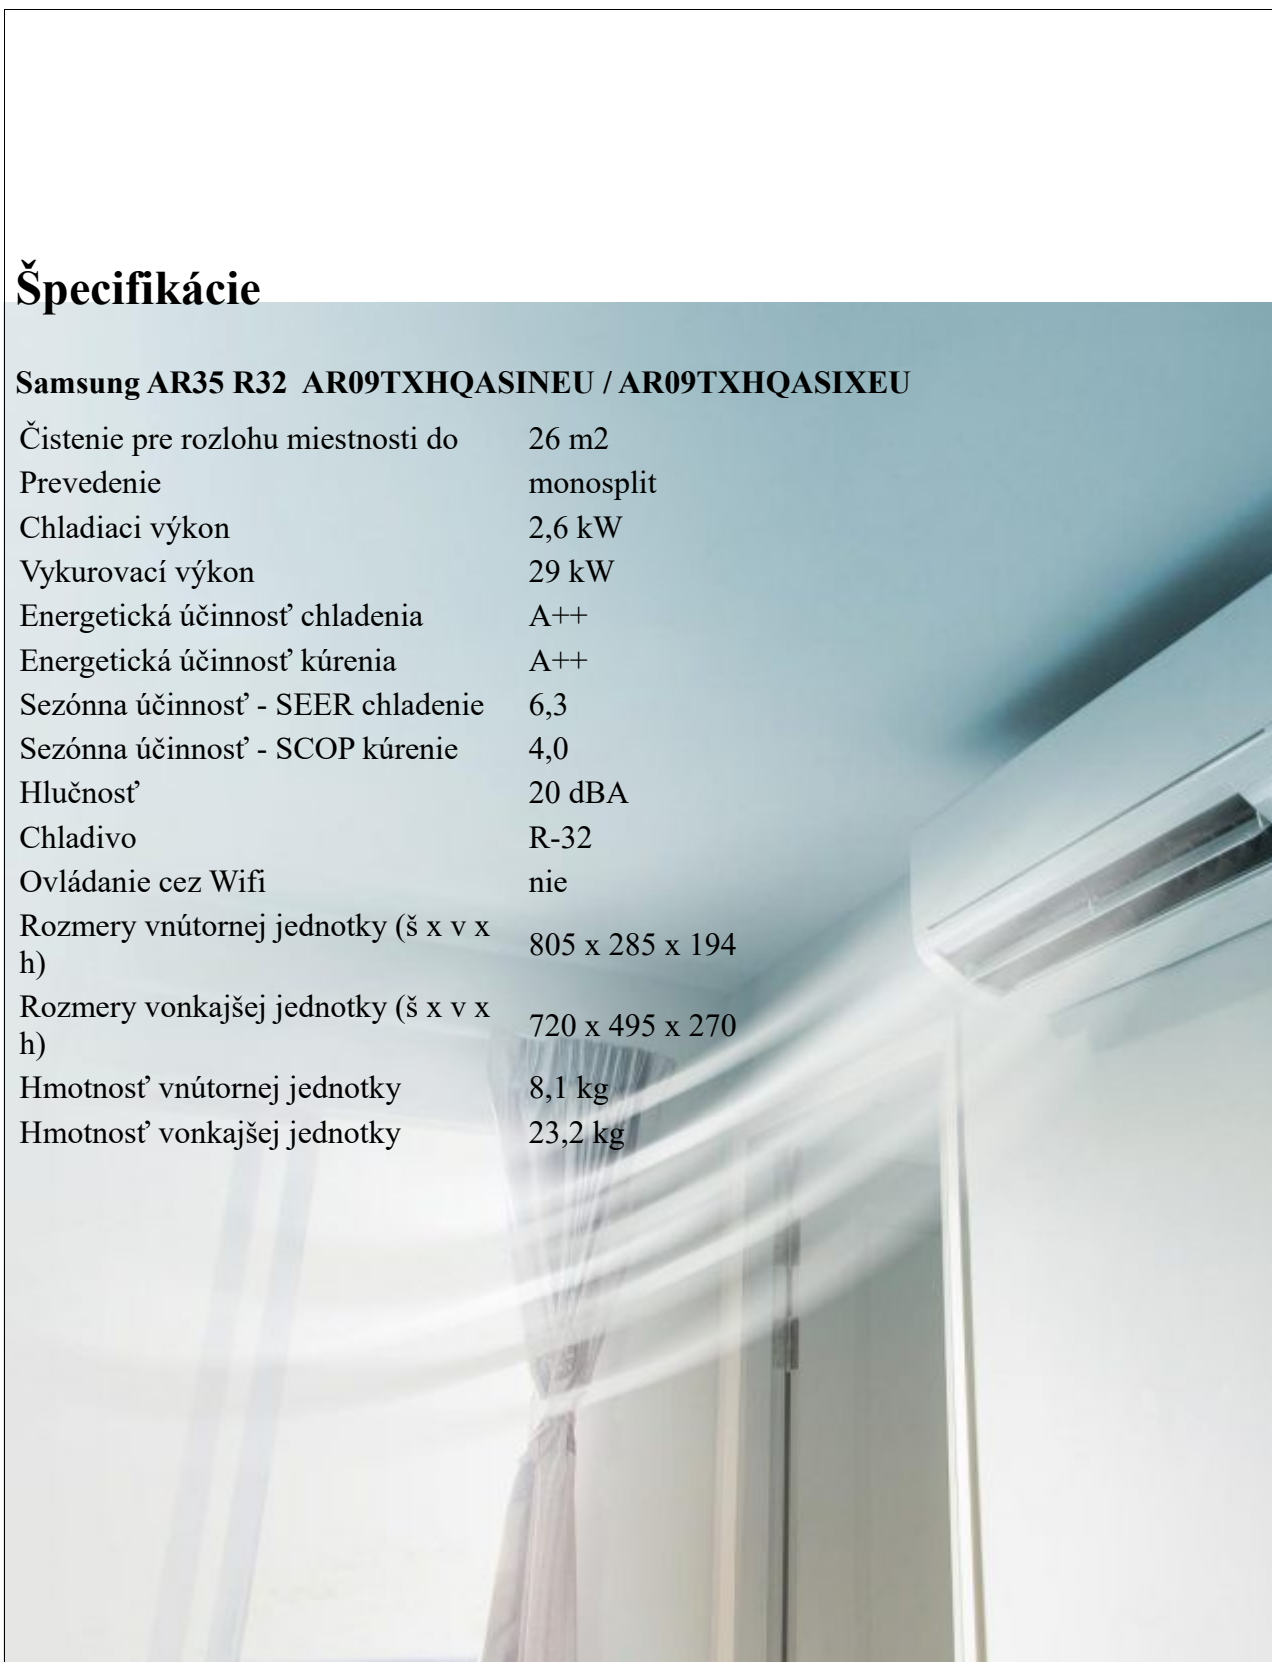 Špecifikácie
Samsung AR35 R32  AR09TXHQASINEU / AR09TXHQASIXEU
Čistenie pre rozlohu miestnosti do 26 m2
Prevedenie monosplit
Chladiaci výkon 2,6 kW
Vykurovací výkon 29 kW
Energetická účinnosť chladenia A++
Energetická účinnosť kúrenia A++
Sezónna účinnosť - SEER chladenie 6,3
Sezónna účinnosť - SCOP kúrenie 4,0
Hlučnosť 20 dBA
Chladivo R-32
Ovládanie cez Wifi nie
Rozmery vnútornej jednotky (š x v x
h) 805 x 285 x 194
Rozmery vonkajšej jednotky (š x v x
h) 720 x 495 x 270
Hmotnosť vnútornej jednotky 8,1 kg
Hmotnosť vonkajšej jednotky 23,2 kg